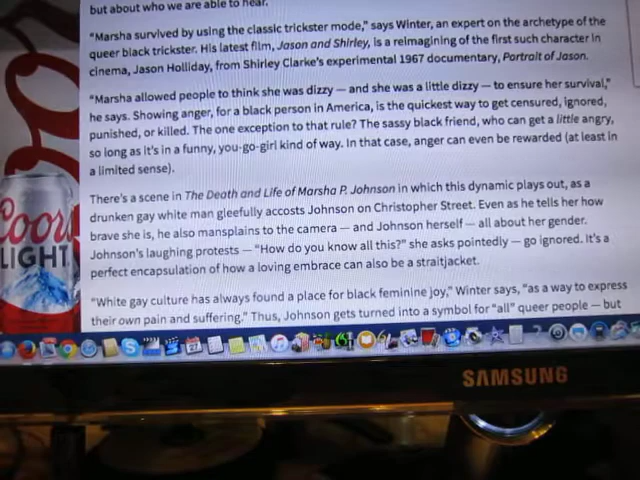 but about who we are able to hear.
“Marsha survived by using the classic trickster mode,” says Winter, an expert on the archetype of the
queer black trickster. His latest film, Jason and Shirley, is a reimagining of the first such character in
cinema, Jason Holliday, from Shirley Clarke’s experimental 1967 documentary, Portrait of Jason.
“Marsha allowed people to think she was dizzy — and she was a little dizzy — to ensure her survival,”
he says. Showing anger, for a black person in America, is the quickest way to get censured, ignored,
punished, or killed. The one exception to that rule? The sassy black friend, who can get a little angry,
so long as it’s in a funny, you-go-girl kind of way. In that case, anger can even be rewarded (at least in
a limited sense).
There’s a scene in The Death and Life of Marsha P. Johnson in which this dynamic plays out, as a
drunken gay white man gleefully accosts Johnson on Christopher Street. Even as he tells her how
brave she is, he also mansplains to the camera — and Johnson herself — all about her gender.
Johnson’s laughing protests — “How do you know all this?” she asks pointedly — go ignored. It’s a
perfect encapsulation of how a loving embrace can also be a straitjacket.
“White gay culture has always found a place for black feminine joy,” Winter says, “as a way to express
their own pain and suffering.” Thus, Johnson gets turned into a symbol for “all” queer people — but
Coors
LIGHT
SAMSUNG